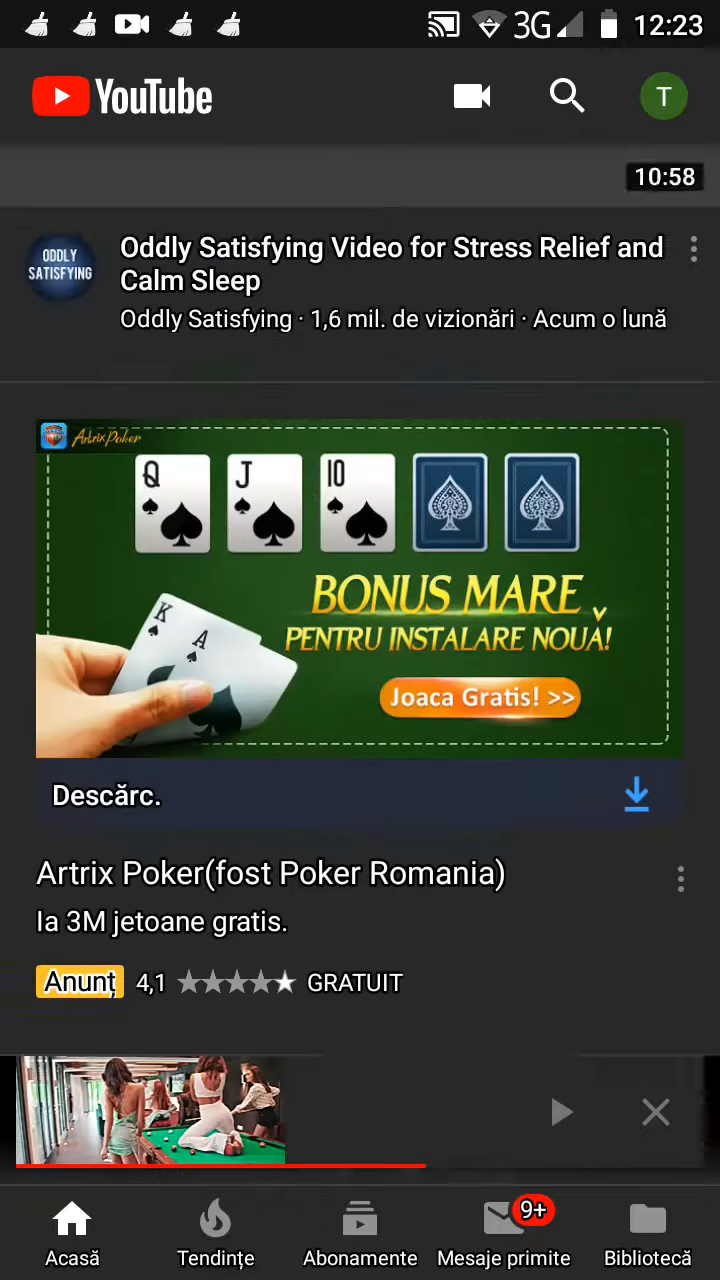 3G 12:23
YouTube T
10:58
ODDLY
SATISFYING
Oddly Satisfying Video for Stress Relief and
Calm Sleep
Oddly Satisfying · 1,6 mil. de vizionări · Acum o lună
Artrix Poker
Q J 10
K A
BONUS MARE
PENTRU INSTALARE NOUĂ!
Joaca Gratis! >>
Descărc.
Artrix Poker(fost Poker Romania)
Ia 3M jetoane gratis.
Anunț 4,1 GRATUIT
9+
Acasă Tendințe Abonamente Mesaje primite Bibliotecă